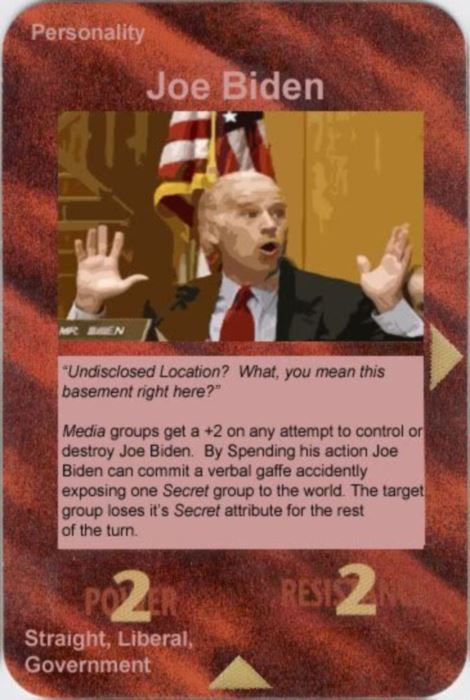 Personality
Joe Biden
MR. BIDEN
“Undisclosed Location? What, you mean this
basement right here?”
Media groups get a +2 on any attempt to control or
destroy Joe Biden. By Spending his action Joe
Biden can commit a verbal gaffe accidently
exposing one Secret group to the world. The target
group loses it’s Secret attribute for the rest
of the turn.
POWER 2
RESISTANCE 2
Straight, Liberal,
Government